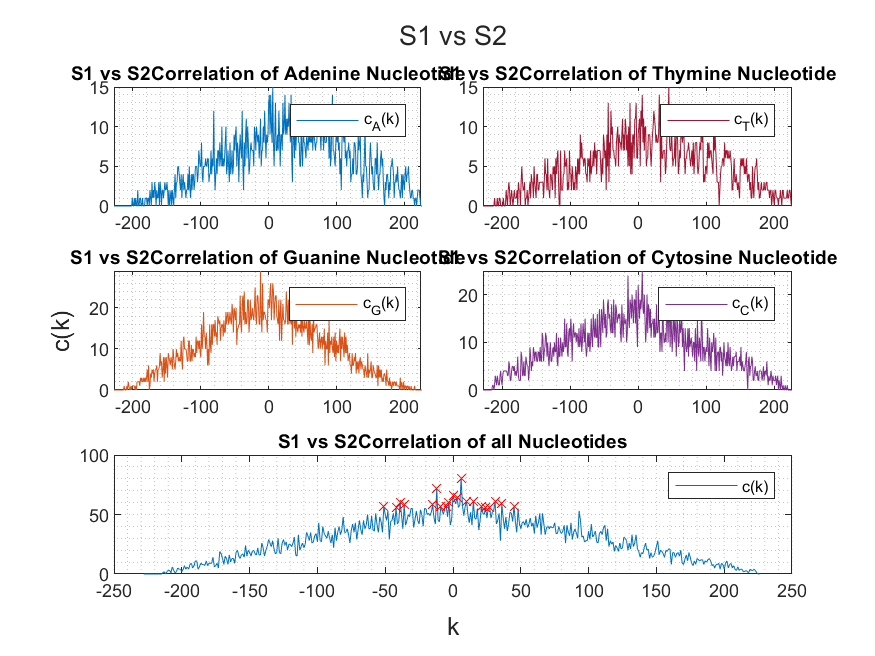 S1 vs S2
S1 vs S2Correlation of Adenine Nucleotide
S1 vs S2Correlation of Thymine Nucleotide
15
10
5
0
c_A(k)
-200 -100 0 100 200
15
10
5
0
c_T(k)
-200 -100 0 100 200
S1 vs S2Correlation of Guanine Nucleotide
S1 vs S2Correlation of Cytosine Nucleotide
c(k)
20
10
0
c_G(k)
-200 -100 0 100 200
20
10
0
c_C(k)
-200 -100 0 100 200
S1 vs S2Correlation of all Nucleotides
100
50
0
c(k)
-250 -200 -150 -100 -50 0 50 100 150 200 250
k